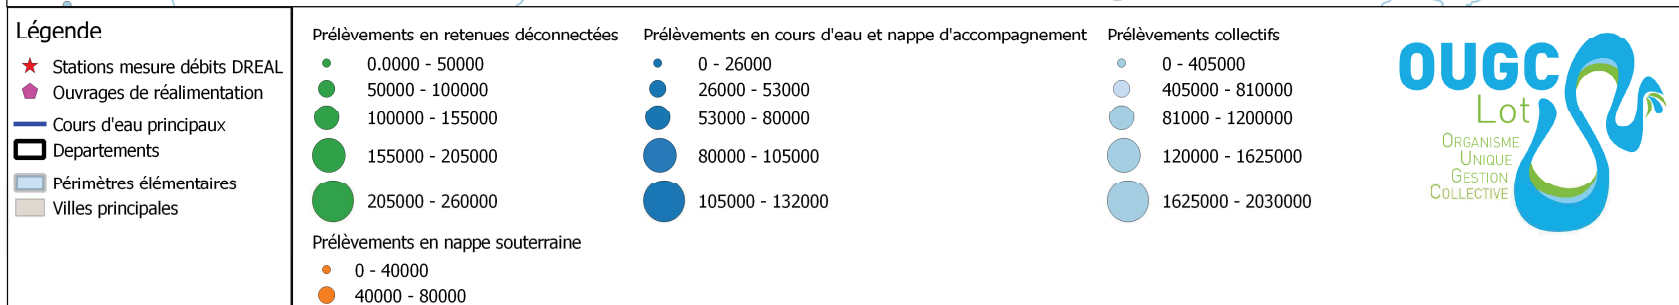 Légende
Stations mesure débits DREAL
Ouvrages de réalimentation
Cours d'eau principaux
Departements
Périmètres élémentaires
Villes principales
Prélèvements en retenues déconnectées
0.0000 - 50000
50000 - 100000
100000 - 155000
155000 - 205000
205000 - 260000
Prélèvements en nappe souterraine
0 - 40000
40000 - 80000
Prélèvements en cours d'eau et nappe d'accompagnement
0 - 26000
26000 - 53000
53000 - 80000
80000 - 105000
105000 - 132000
Prélèvements collectifs
0 - 405000
405000 - 810000
81000 - 1200000
120000 - 1625000
1625000 - 2030000
OUGC
Lot
ORGANISME
UNIQUE
GESTION
COLLECTIVE